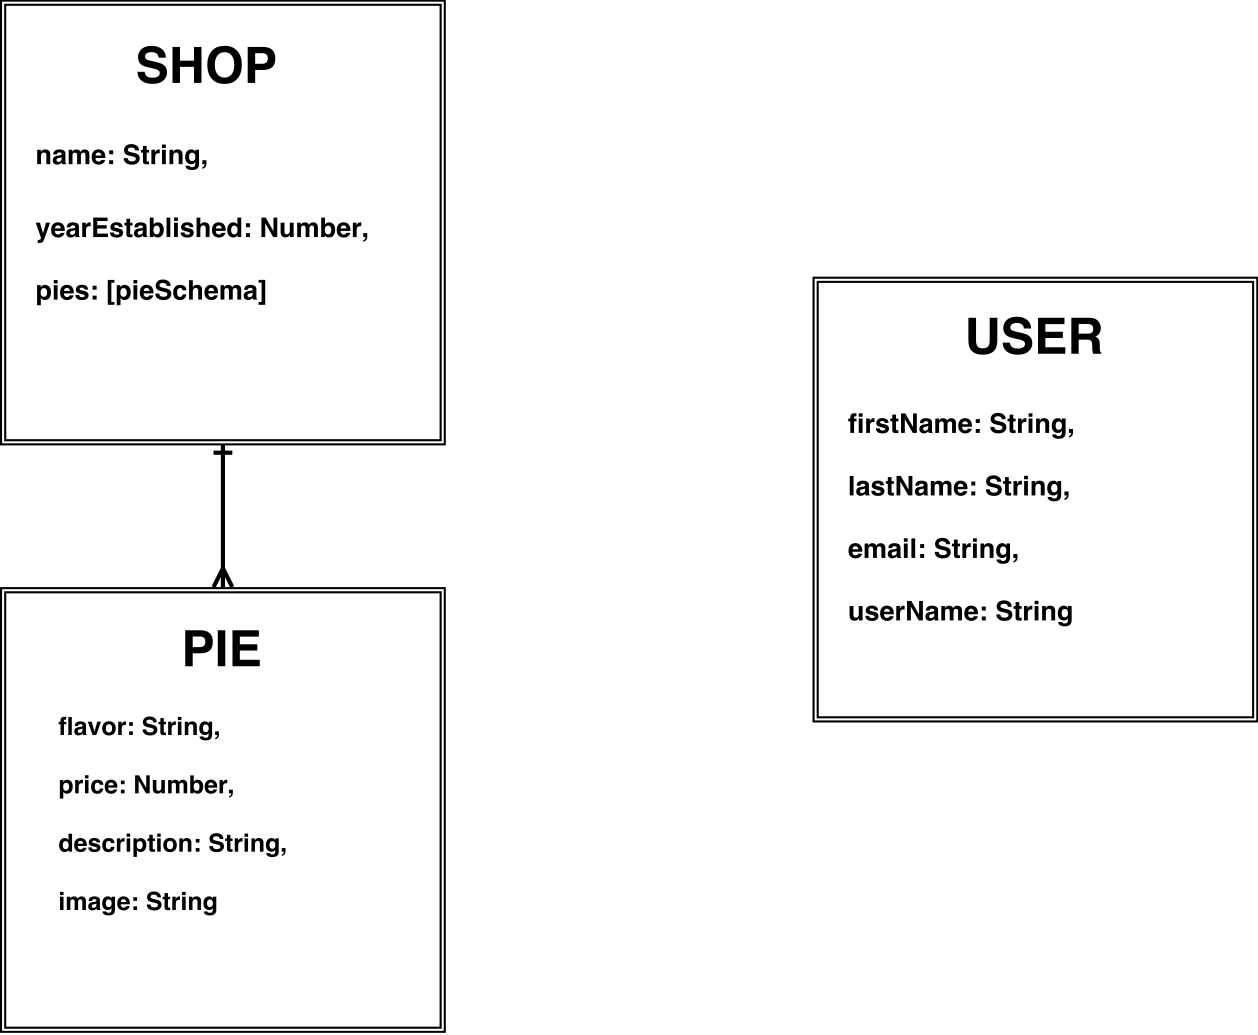 SHOP
name: String,
yearEstablished: Number,
pies: [pieSchema]
PIE
flavor: String,
price: Number,
description: String,
image: String
USER
firstName: String,
lastName: String,
email: String,
userName: String